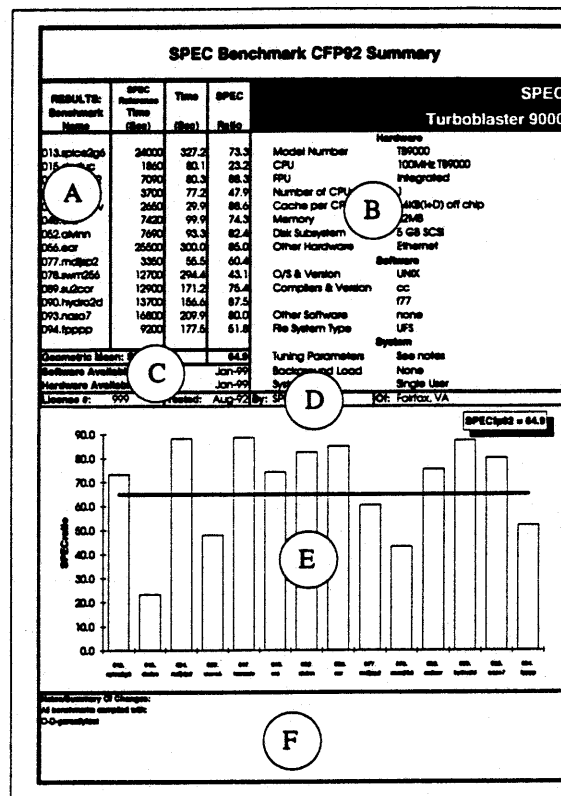 SPEC Benchmark CFP92 Summary
RESULTS: Benchmark Name
SPEC Reference Time (Sec)
Time (Sec)
SPEC Ratio
SPEC
Turboblaster 9000
013.spice2g6 24000 327.2 73.3
1860 80.1 23.2
7090 80.3 88.3
3700 77.2 47.9
2650 29.9 88.6
7420 99.9 74.3
052.alvinn 7690 93.3 82.4
056.ear 25500 300.0 85.0
077.mdljsp2 3350 55.5 60.4
078.swm256 12700 294.4 43.1
089.su2cor 12900 171.2 75.4
090.hydro2d 13700 156.6 87.5
093.nasa7 16800 209.9 80.0
094.fpppp 9200 177.5 51.8
Geometric Mean: 64.9
Software Jan-99
Hardware Jan-99
License #: 999 Aug-92 By: Of: Fairfax, VA
Hardware
Model Number TB9000
CPU 100MHz TB9000
FPU Integrated
Number of
Cache per off chip
Memory
Disk Subsystem 5 GB SCSI
Other Hardware Ethernet
Software
O/S & Version UNIX
Compilers & Version cc
f77
Other Software none
File System Type UFS
System
Tuning Parameters See notes
Background Load None
Single User
A
B
C
D
SPECfp92 = 64.9
SPECratio
90.0
80.0
70.0
60.0
50.0
40.0
30.0
20.0
10.0
0.0
E
Notes/Summary Of Changes:
All benchmarks compiled with:
F